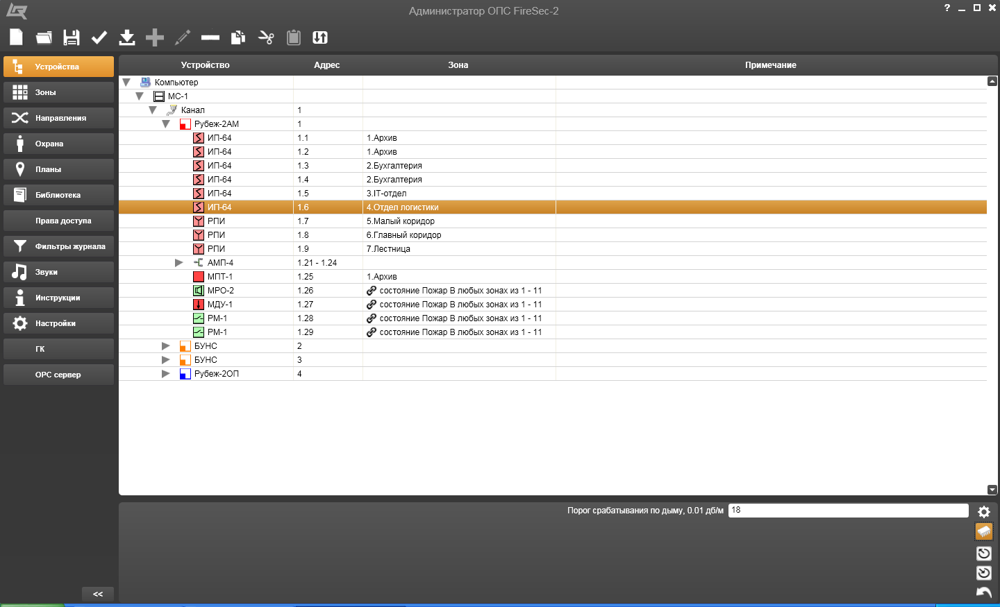 Администратор ОПС FireSec-2
?
Устройства
Зоны
Направления
Охрана
Планы
Библиотека
Права доступа
Фильтры журнала
Звуки
Инструкции
Настройки
ГК
OPC сервер
<<
Устройство Адрес Зона Примечание
Компьютер
МС-1
Канал 1
Рубеж-2АМ 1
ИП-64 1.1 1.Архив
ИП-64 1.2 1.Архив
ИП-64 1.3 2.Бухгалтерия
ИП-64 1.4 2.Бухгалтерия
ИП-64 1.5 3.IT-отдел
ИП-64 1.6 4.Отдел логистики
РПИ 1.7 5.Малый коридор
РПИ 1.8 6.Главный коридор
РПИ 1.9 7.Лестница
АМП-4 1.21 - 1.24
МПТ-1 1.25 1.Архив
МРО-2 1.26 состояние Пожар В любых зонах из 1 - 11
МДУ-1 1.27 состояние Пожар В любых зонах из 1 - 11
РМ-1 1.28 состояние Пожар В любых зонах из 1 - 11
РМ-1 1.29 состояние Пожар В любых зонах из 1 - 11
БУНС 2
БУНС 3
Рубеж-2ОП 4
Порог срабатывания по дыму, 0.01 дб/м 18